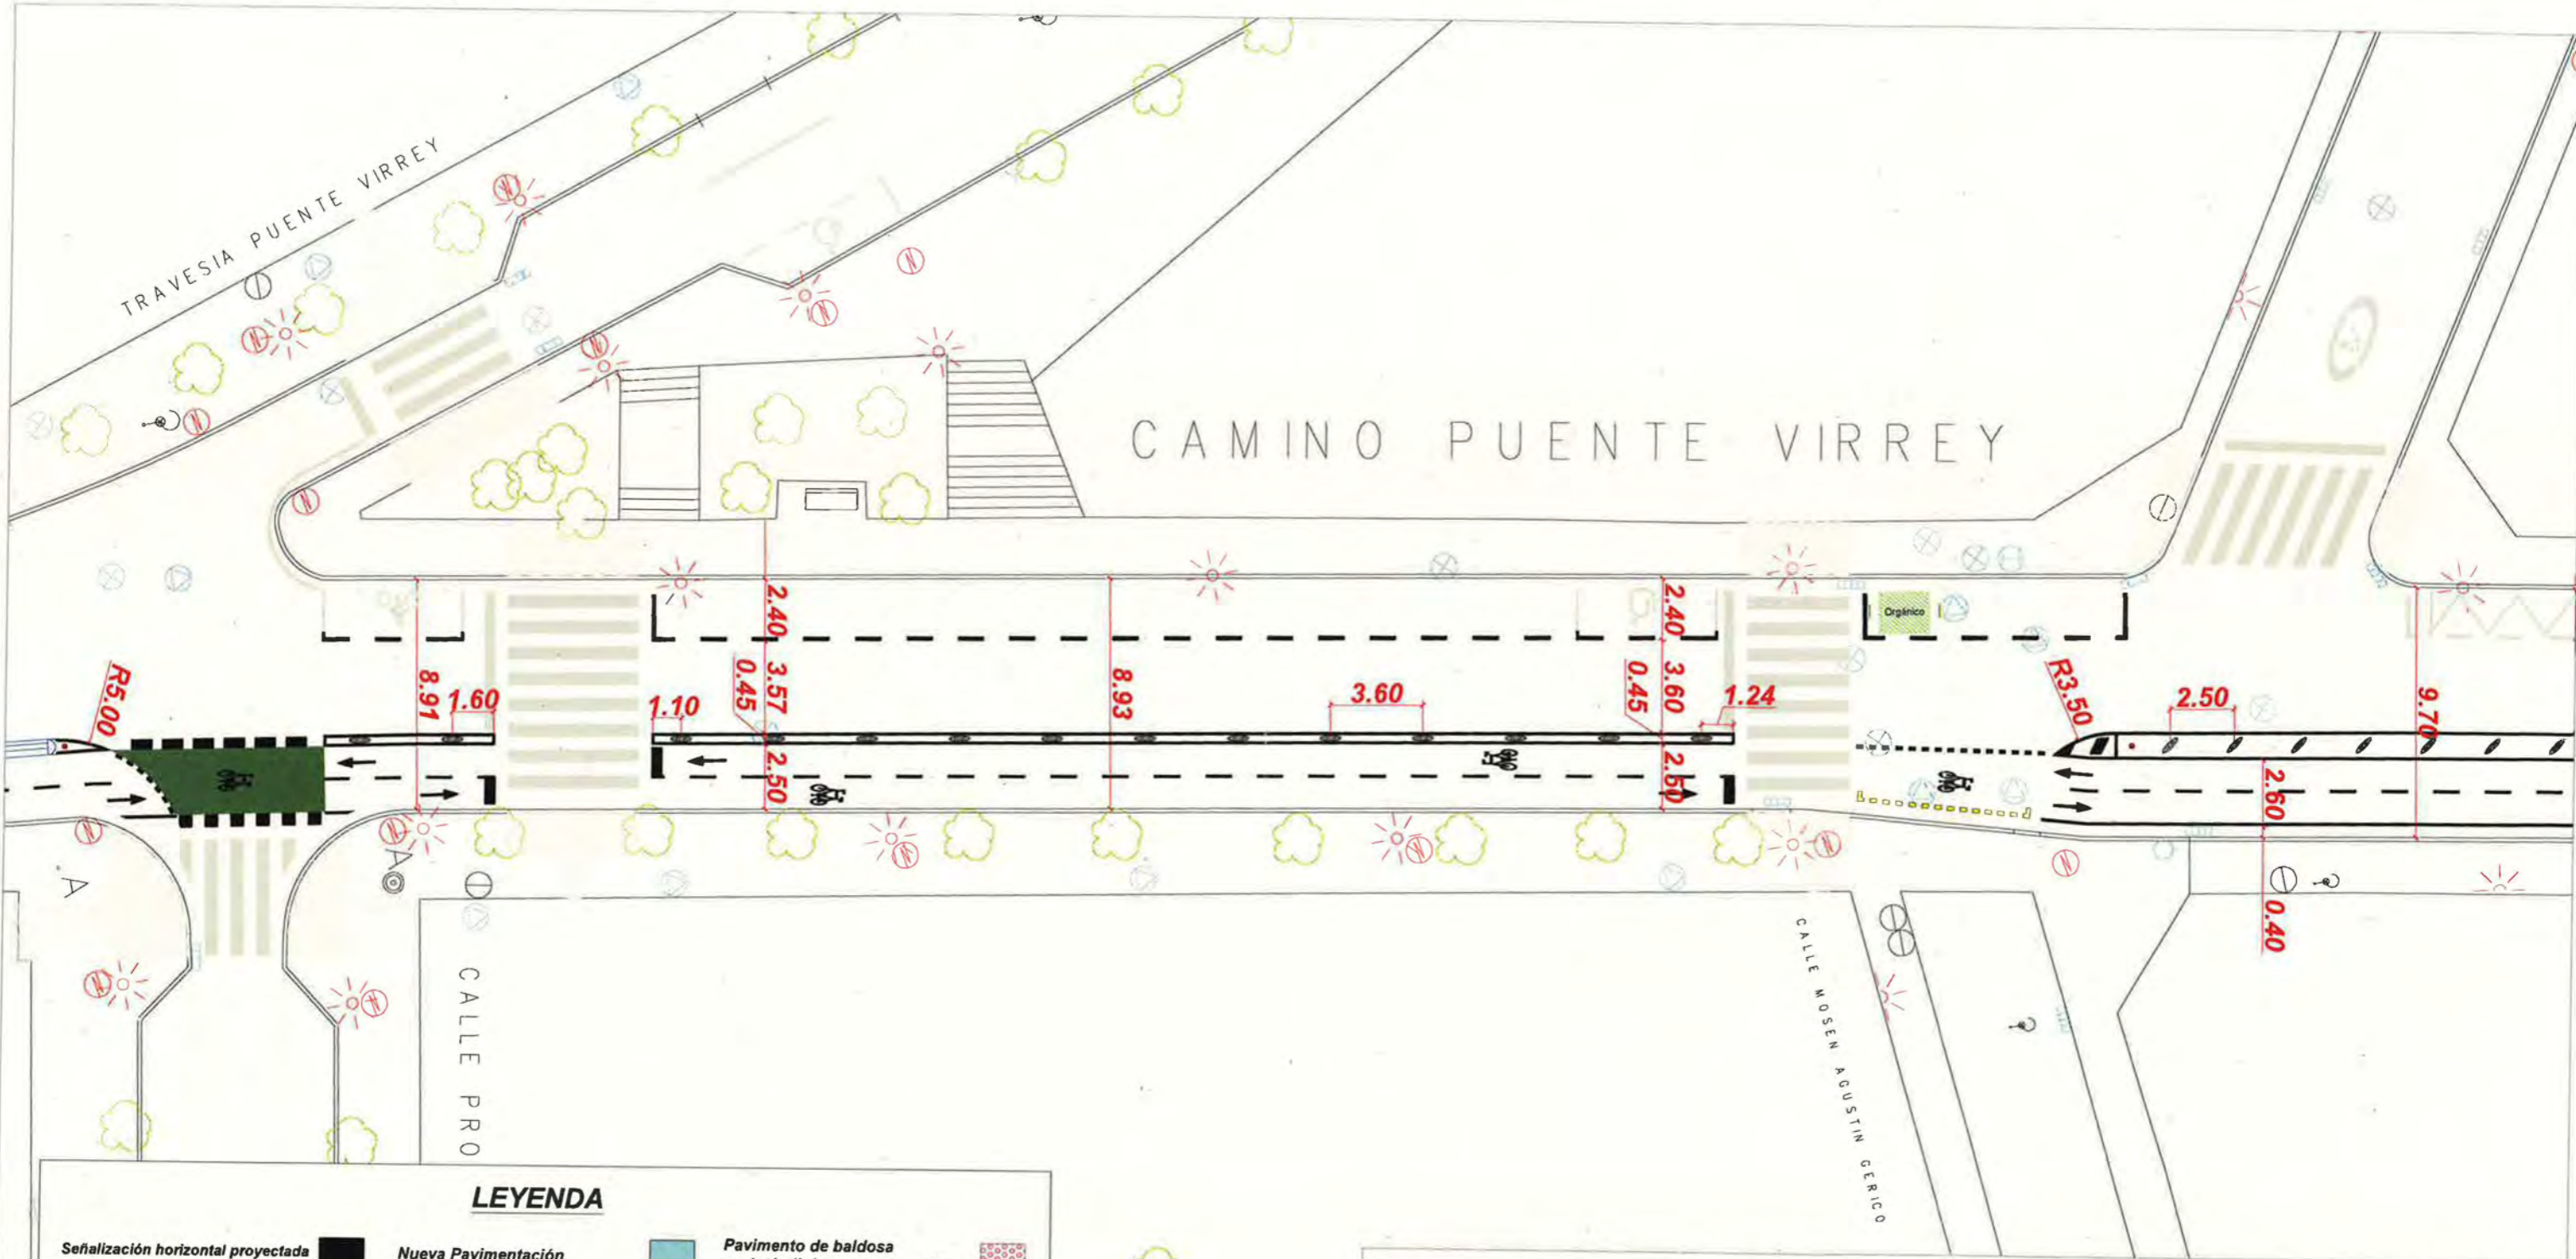 TRAVESIA PUENTE VIRREY
CAMINO PUENTE VIRREY
Orgánico
2.40
2.40
R5.00
8.91
1.60
1.10
0.45
3.57
8.93
3.60
0.45
3.60
1.24
R3.50
2.50
9.70
2.50
2.50
2.60
0.40
A
A
CALLE PRO
CALLE MOSEN AGUSTIN GERICO
LEYENDA
Señalización horizontal proyectada
Nueva Pavimentación
Pavimento de baldosa